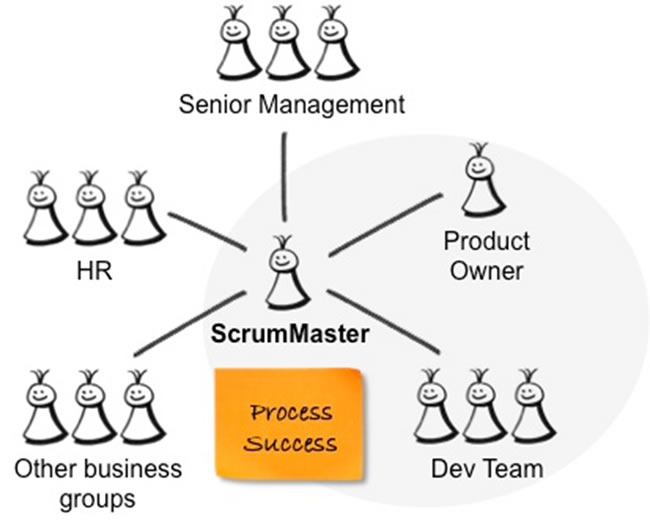 Senior Management
HR
Product
Owner
ScrumMaster
Process
Success
Other business
groups
Dev Team